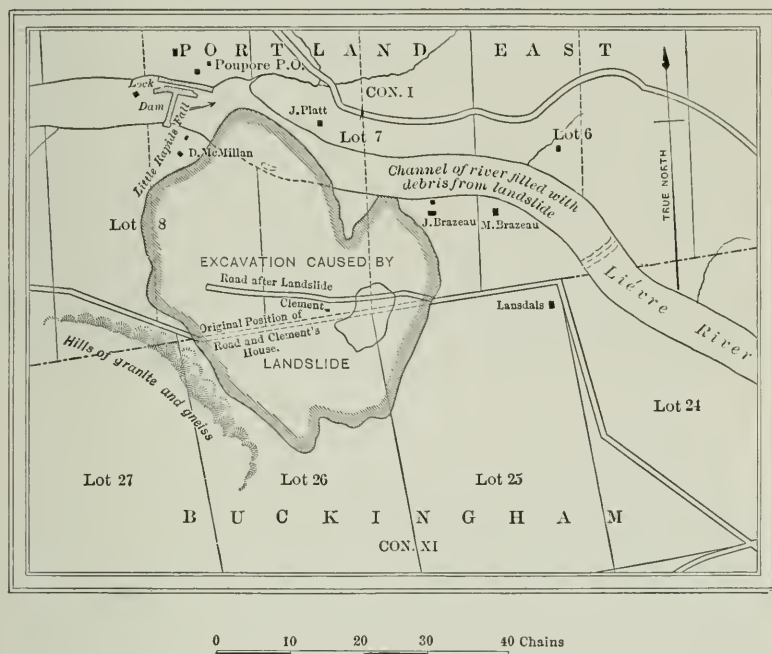 PORTLAND EAST
Poupore P.O.
CON. I
Lock
Dam
J. Platt
Lot 7
Lot 6
Little Rapids Fall
D. McMillan
Channel of river filled with
debris from landslide
TRUE NORTH
Lot 8
J. Brazeau
M. Brazeau
EXCAVATION CAUSED BY
Road after Landslide
Clement
Lansdals
Liévre River
Original Position of
Road and Clement's
House.
LANDSLIDE
Hills of granite and gneiss
Lot 24
Lot 27
Lot 26
Lot 25
BUCKINGHAM
CON. XI
0 10 20 30 40 Chains